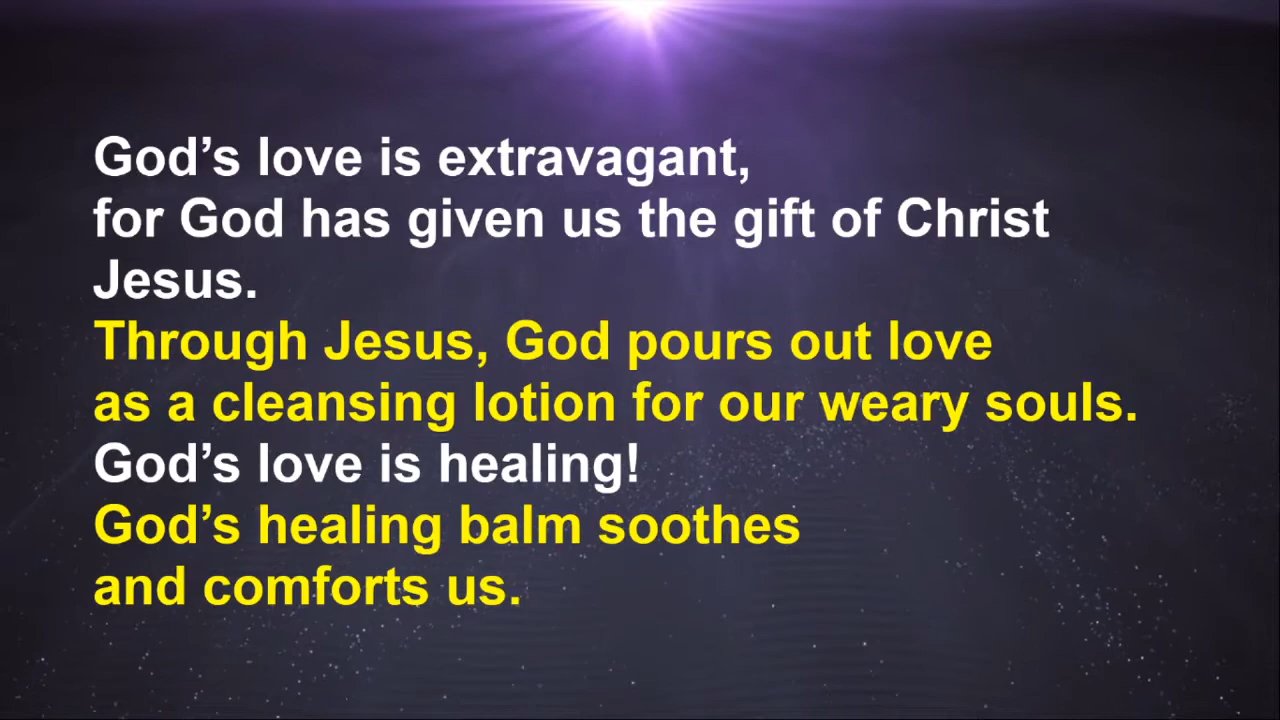 God’s love is extravagant,
for God has given us the gift of Christ
Jesus.
Through Jesus, God pours out love
as a cleansing lotion for our weary souls.
God’s love is healing!
God’s healing balm soothes
and comforts us.